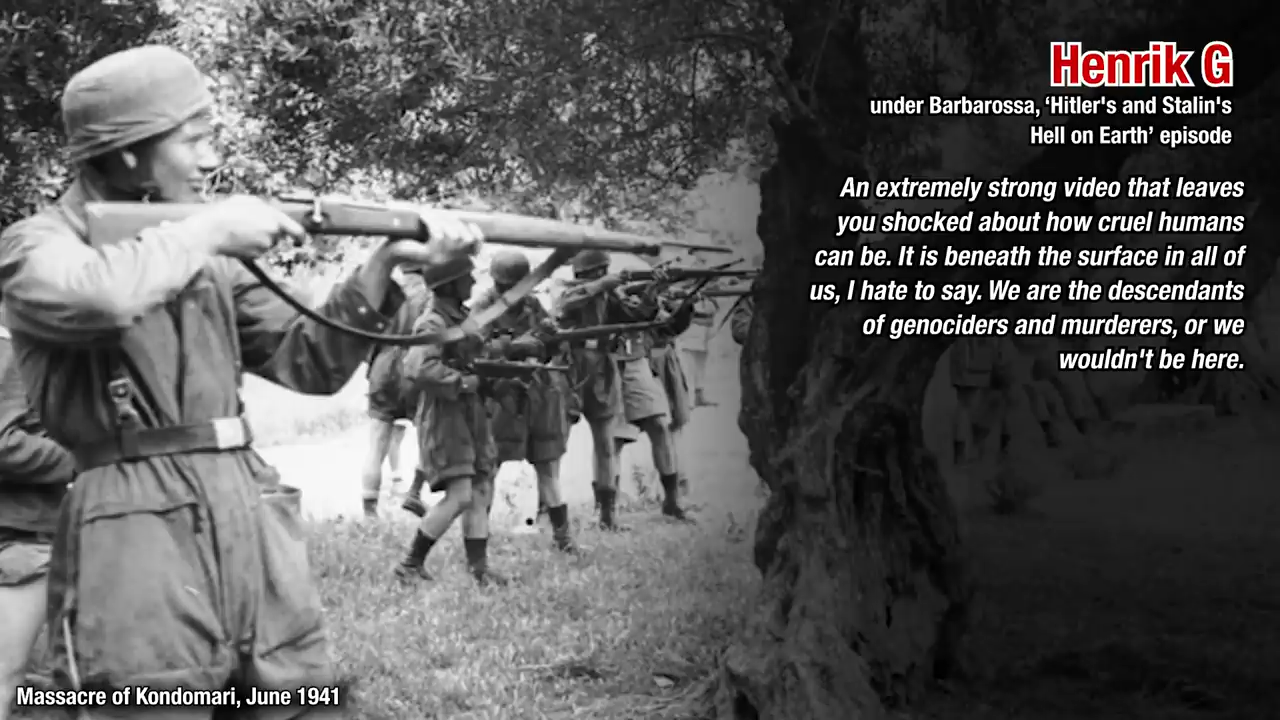 Henrik G
under Barbarossa, ‘Hitler's and Stalin's
Hell on Earth’ episode
An extremely strong video that leaves
you shocked about how cruel humans
can be. It is beneath the surface in all of
us, I hate to say. We are the descendants
of genociders and murderers, or we
wouldn't be here.
Massacre of Kondomari, June 1941